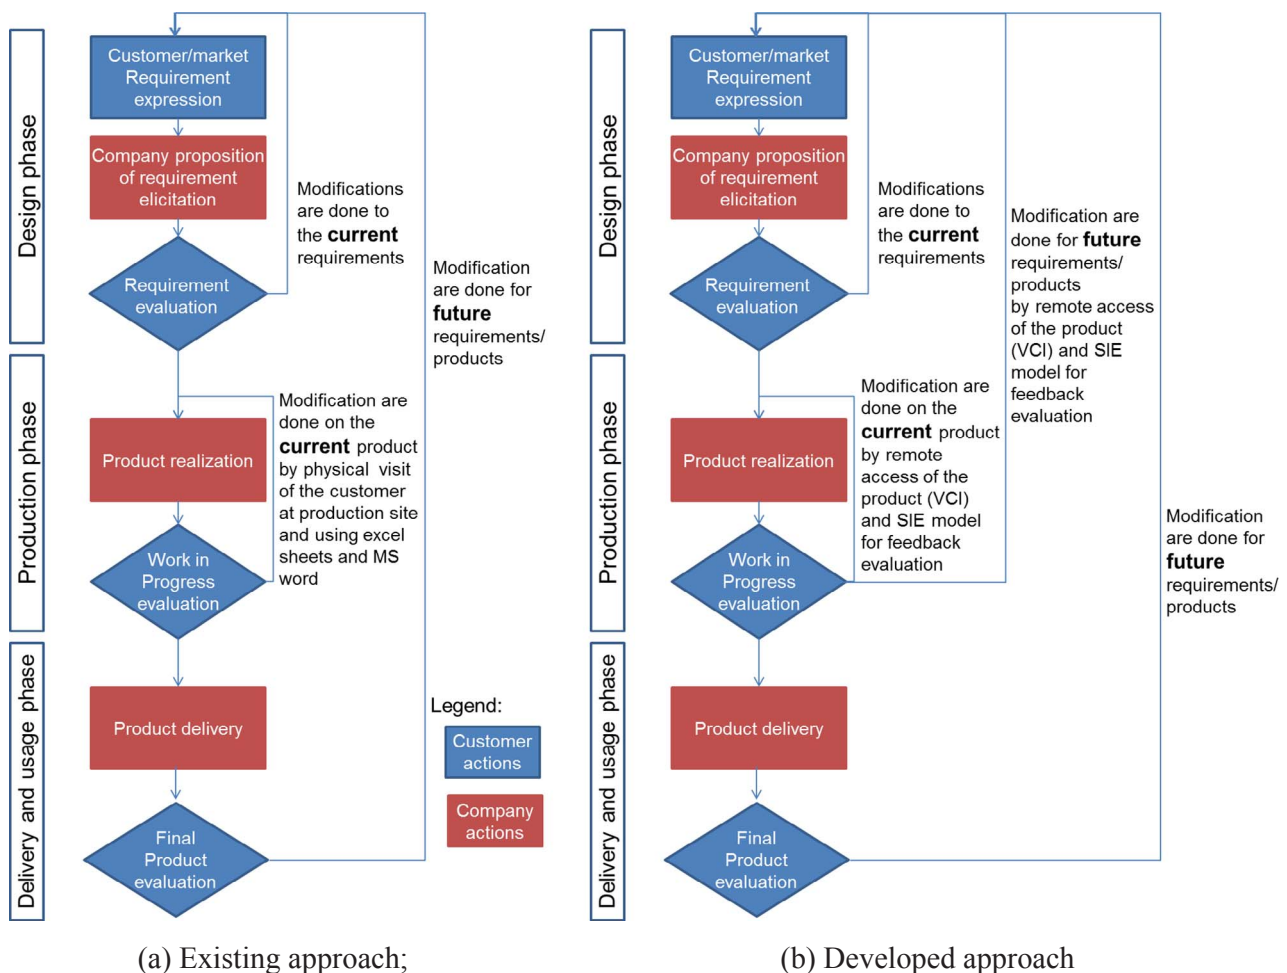 Design phase
Customer/market
Requirement
expression
Company proposition
of requirement
elicitation
Requirement evaluation
Modifications
are done to
the current
requirements
Modification
are done for
future
requirements/
products
Production phase
Product realization
Work in
Progress
evaluation
Modification are
done on the
current product
by physical visit
of the customer
at production site
and using excel
sheets and MS
word
Delivery and usage phase
Product delivery
Final
Product
evaluation
Legend:
Customer
actions
Company
actions
(a) Existing approach;
Design phase
Customer/market
Requirement
expression
Company proposition
of requirement
elicitation
Requirement evaluation
Modifications
are done to
the current
requirements
Modification are
done for future
requirements/
products
by remote access
of the product
(VCI) and SIE
model for
feedback
evaluation
Production phase
Product realization
Work in
Progress evaluation
Modification are
done on the
current product
by remote
access of the
product (VCI)
and SIE model
for feedback
evaluation
Modification
are done for
future
requirements/
products
Delivery and usage phase
Product delivery
Final
Product
evaluation
(b) Developed approach